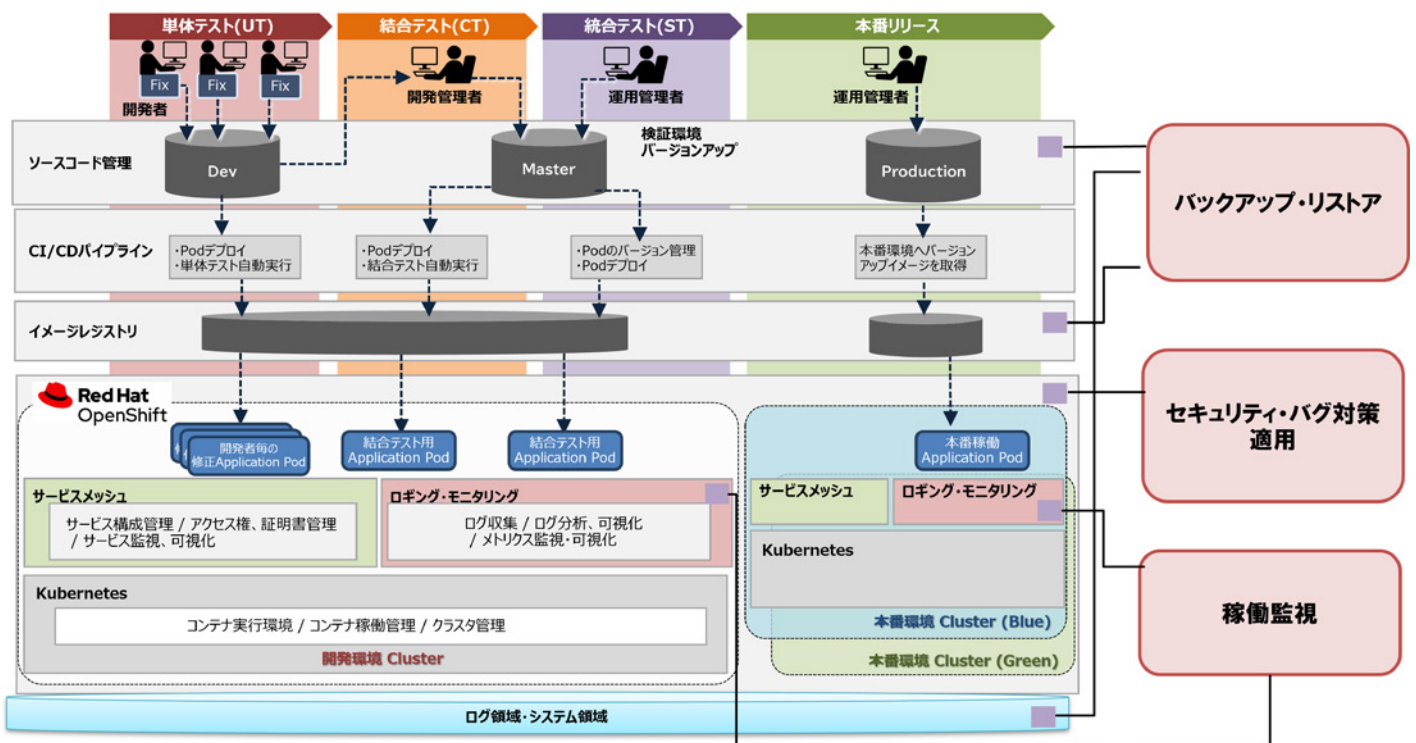 単体テスト(UT)
結合テスト(CT)
統合テスト(ST)
本番リリース
Fix
Fix
Fix
開発者
開発管理者
運用管理者
運用管理者
検証環境
バージョンアップ
ソースコード管理
Dev
Master
Production
CI/CDパイプライン
・Podデプロイ
・単体テスト自動実行
・Podデプロイ
・結合テスト自動実行
・Podのバージョン管理
・Podデプロイ
本番環境へバージョン
アップイメージを取得
イメージレジストリ
Red Hat
OpenShift
開発者毎の
修正Application Pod
結合テスト用
Application Pod
結合テスト用
Application Pod
本番稼働
Application Pod
サービスメッシュ
サービス構成管理 / アクセス権、証明書管理
/ サービス監視、可視化
ロギング・モニタリング
ログ収集 / ログ分析、可視化
/ メトリクス監視・可視化
サービスメッシュ
ロギング・モニタリング
Kubernetes
コンテナ実行環境 / コンテナ稼働管理 / クラスタ管理
開発環境 Cluster
Kubernetes
本番環境 Cluster (Blue)
本番環境 Cluster (Green)
ログ領域・システム領域
バックアップ・リストア
セキュリティ・バグ対策
適用
稼働監視